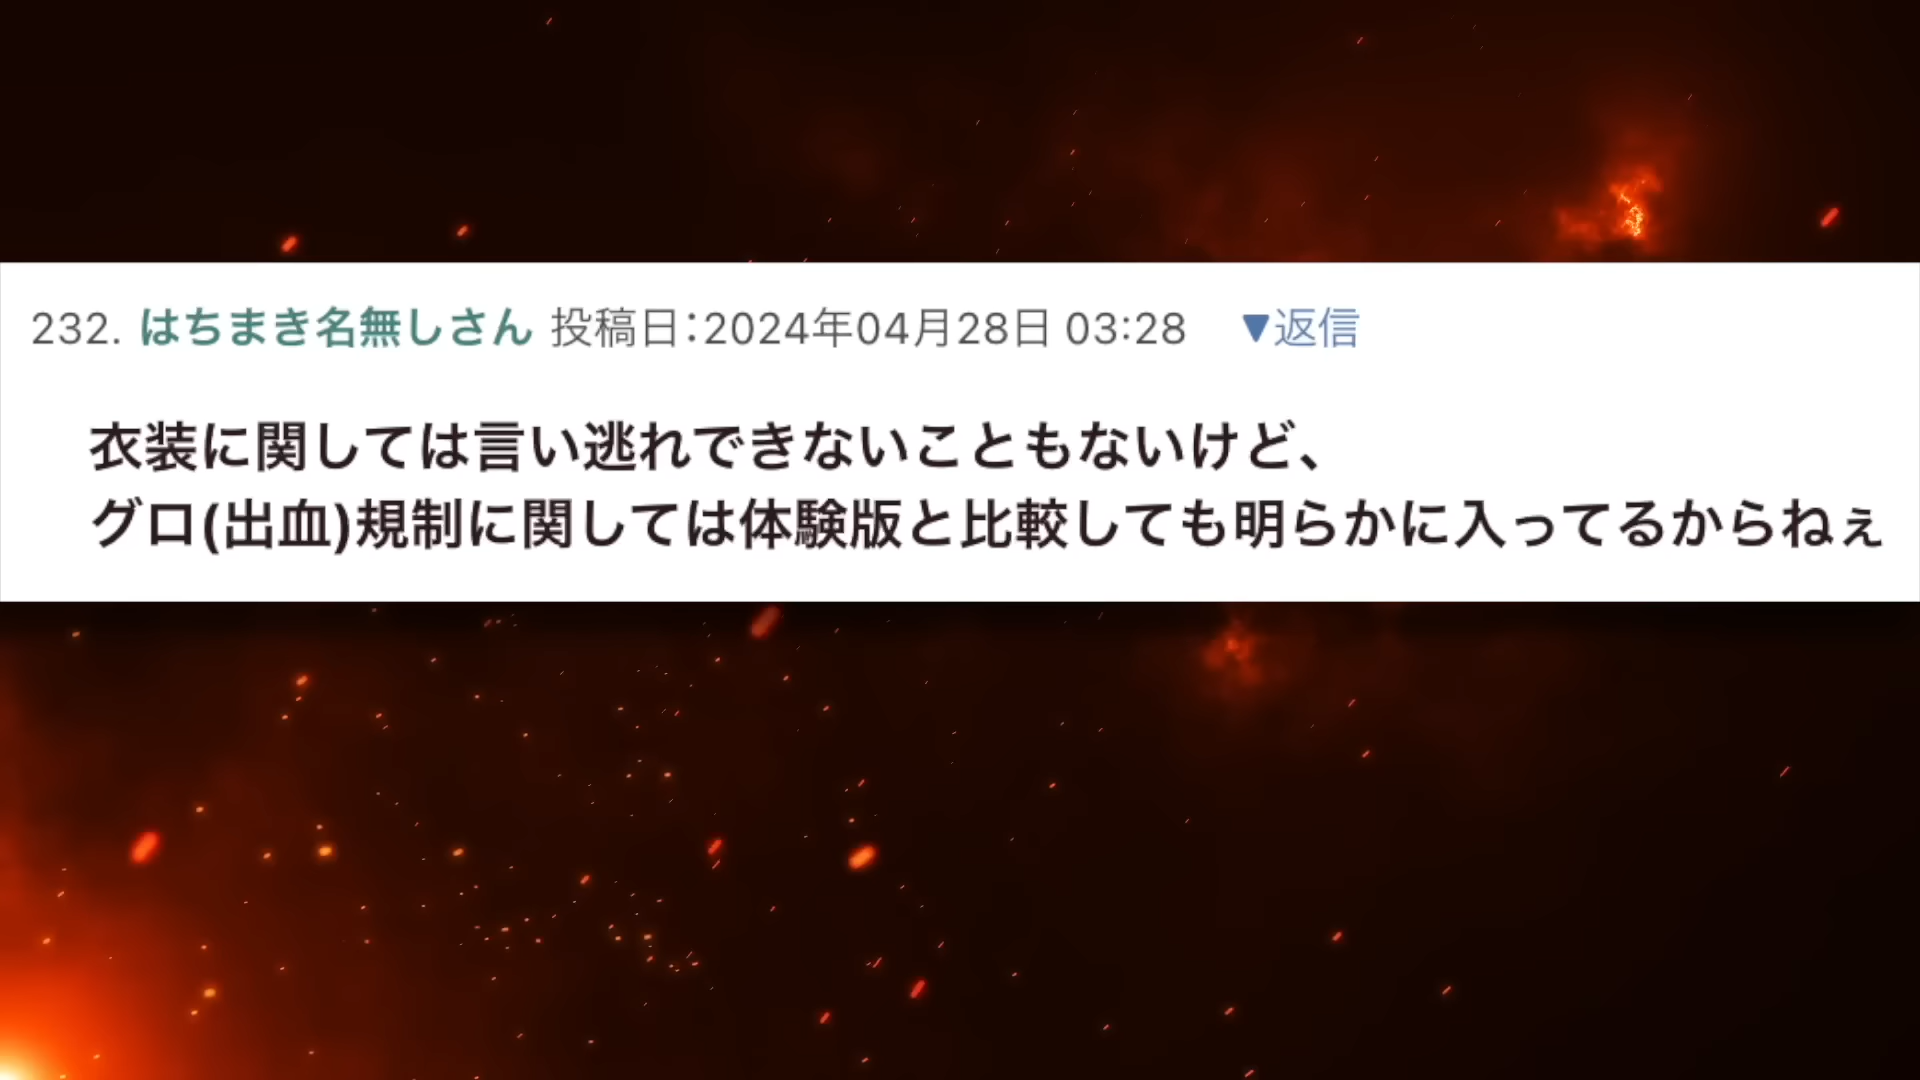 232. はちまき名無しさん 投稿日：2024年04月28日 03:28 ▼返信
衣装に関しては言い逃れできないこともないけど、
グロ(出血)規制に関しては体験版と比較しても明らかに入ってるからねぇ